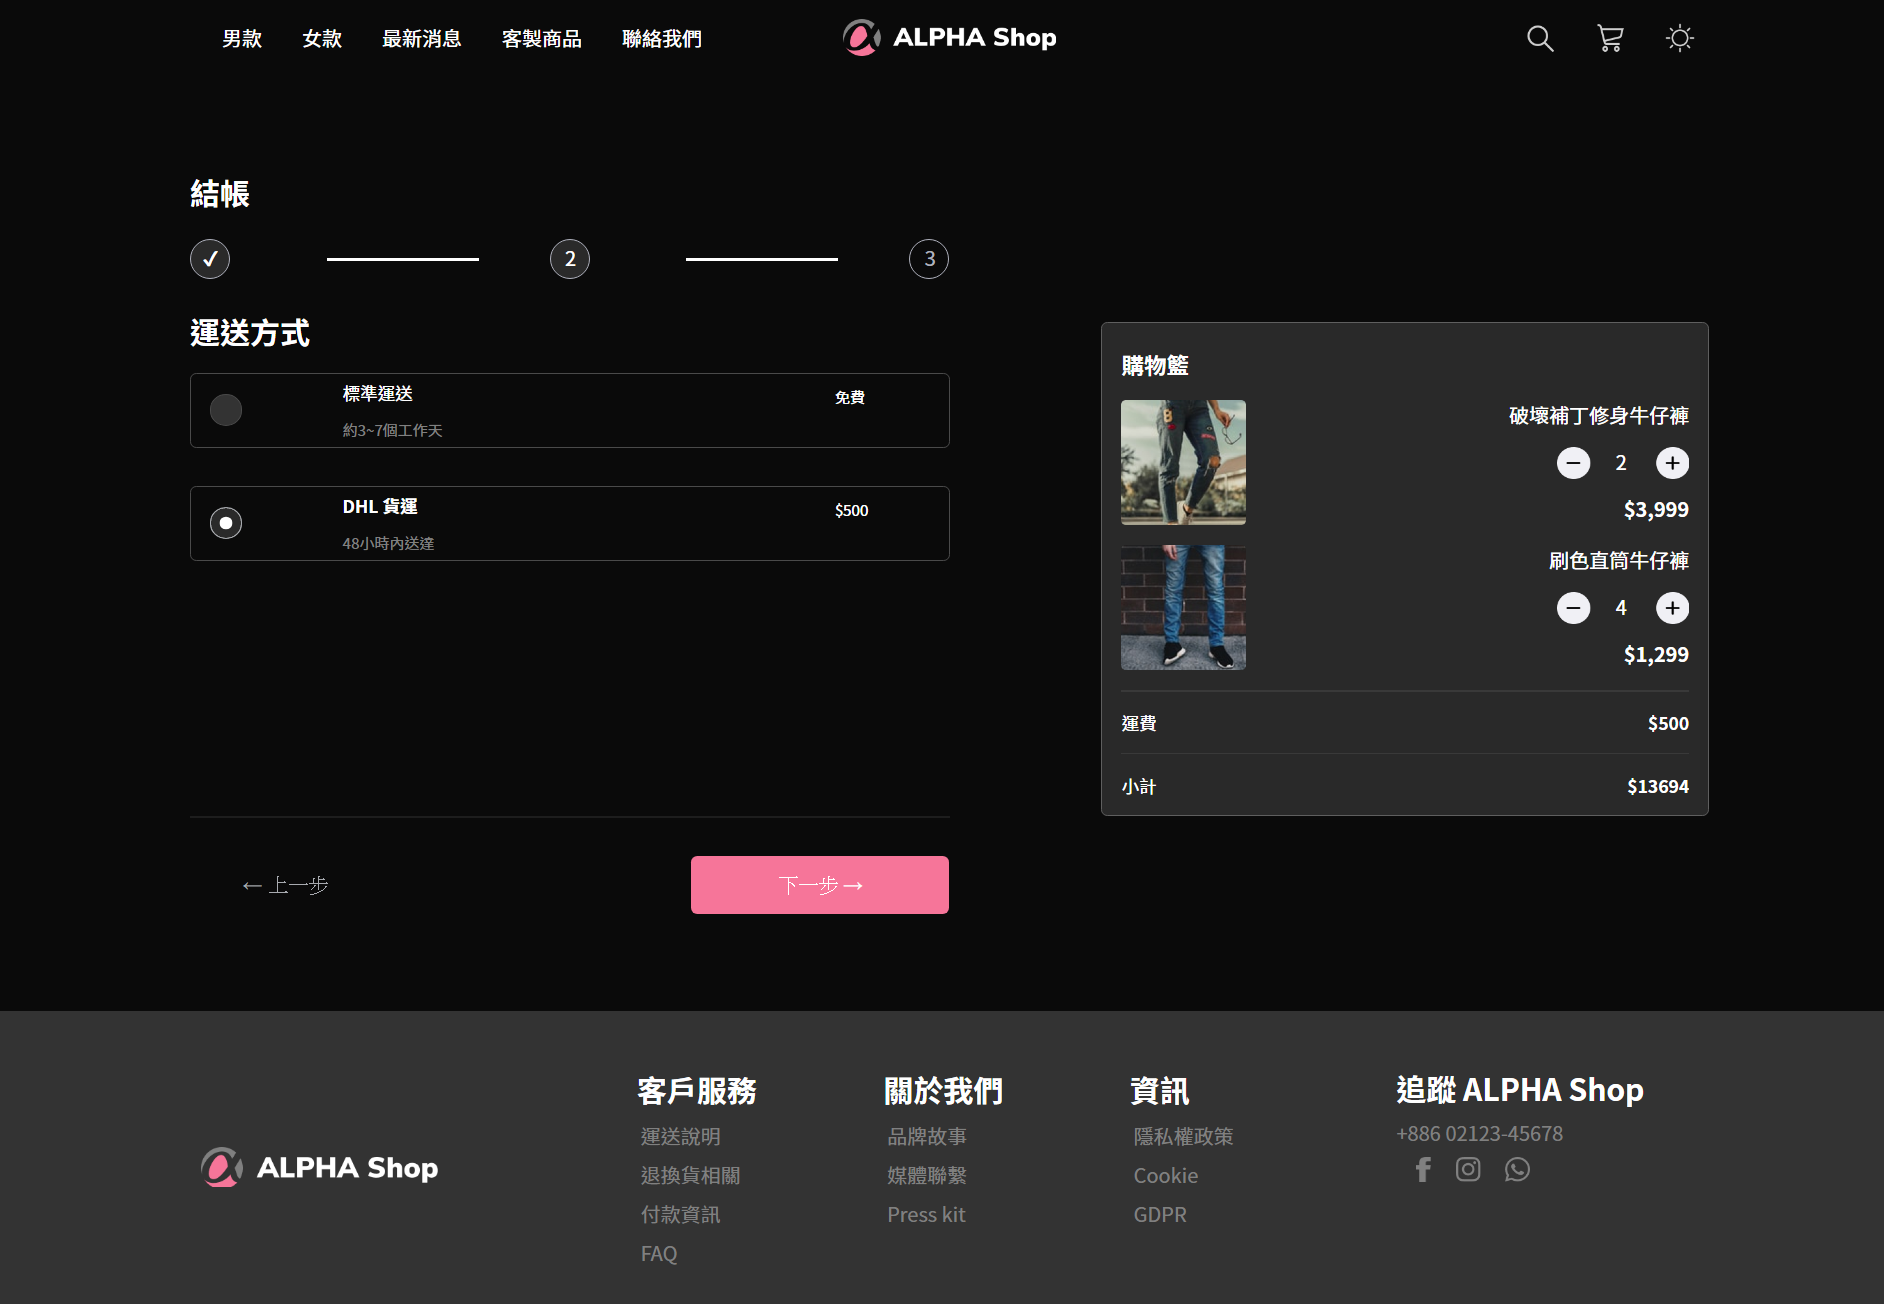 男款 女款 最新消息 客製商品 聯絡我們 ALPHA Shop
結帳
2 3
運送方式
標準運送 免費
約3~7個工作天
DHL 貨運 $500
48小時內送達
← 上一步 下一步 →
購物籃
破壞補丁修身牛仔褲
2
$3,999
刷色直筒牛仔褲
4
$1,299
運費 $500
小計 $13694
ALPHA Shop
客戶服務
運送說明
退換貨相關
付款資訊
FAQ
關於我們
品牌故事
媒體聯繫
Press kit
資訊
隱私權政策
Cookie
GDPR
追蹤 ALPHA Shop
+886 02123-45678